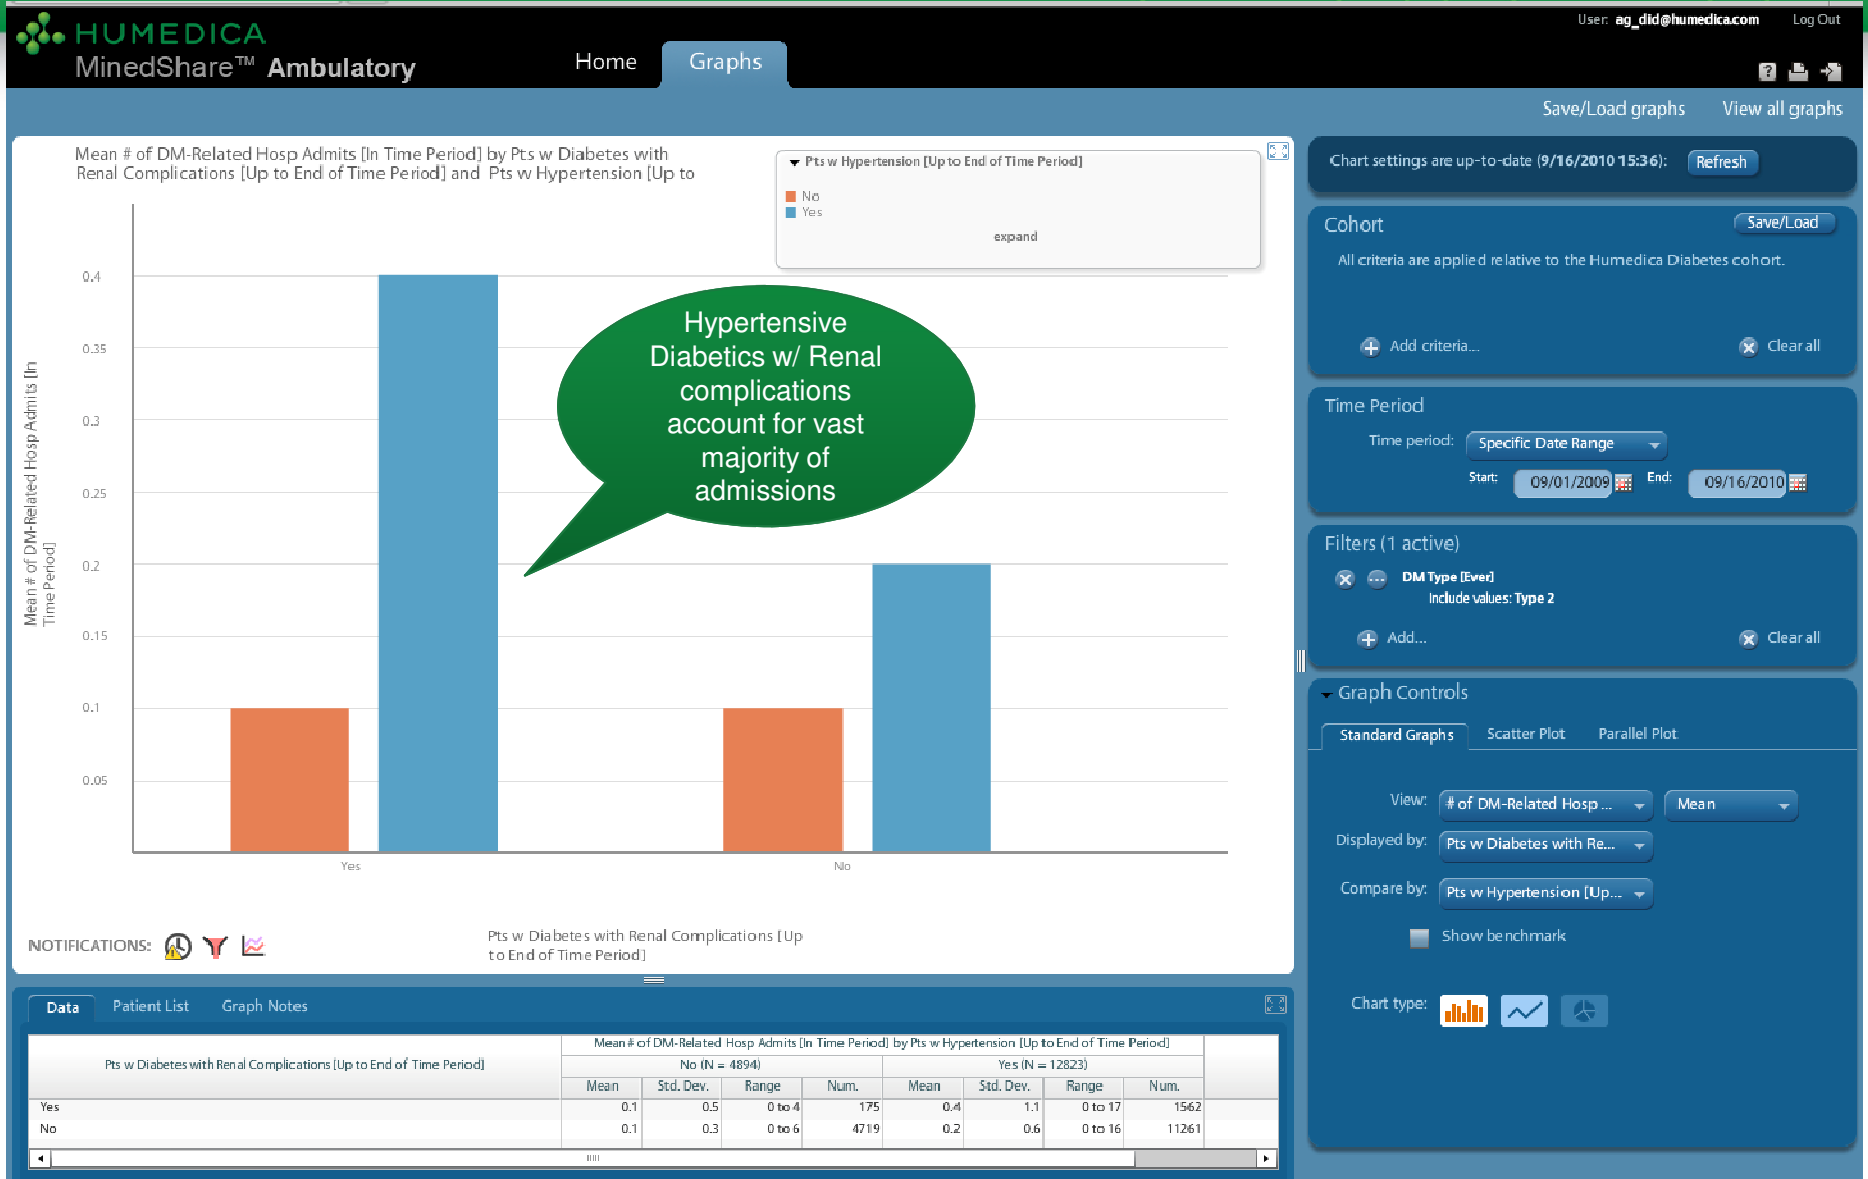 User: ag_did@humedica.com Log Out
HUMEDICA
MinedShare™ Ambulatory
Home Graphs
Save/Load graphs View all graphs
Mean # of DM-Related Hosp Admits [In Time Period] by Pts w Diabetes with
Renal Complications [Up to End of Time Period] and Pts w Hypertension [Up to
Pts w Hypertension [Up to End of Time Period]
No
Yes
expand
0.4
0.35
0.3
0.25
0.2
0.15
0.1
0.05
Mean # of DM-Related Hosp Admits [In
Time Period]
Hypertensive
Diabetics w/ Renal
complications
account for vast
majority of
admissions
Yes No
Pts w Diabetes with Renal Complications [Up
to End of Time Period]
NOTIFICATIONS:
Chart settings are up-to-date (9/16/2010 15:36): Refresh
Cohort Save/Load
All criteria are applied relative to the Humedica Diabetes cohort.
Add criteria... Clear all
Time Period
Time period: Specific Date Range
Start: 09/01/2009 End: 09/16/2010
Filters (1 active)
DM Type [Ever]
Include values: Type 2
Add... Clear all
Graph Controls
Standard Graphs Scatter Plot Parallel Plot
View: # of DM-Related Hosp ... Mean
Displayed by: Pts w Diabetes with Re...
Compare by: Pts w Hypertension [Up...
Show benchmark
Chart type:
Data Patient List Graph Notes
Mean # of DM-Related Hosp Admits [In Time Period] by Pts w Hypertension [Up to End of Time Period]
Pts w Diabetes with Renal Complications [Up to End of Time Period] No (N = 4894) Yes (N = 12823)
Mean Std. Dev. Range Num. Mean Std. Dev. Range Num.
Yes 0.1 0.5 0 to 4 175 0.4 1.1 0 to 17 1562
No 0.1 0.3 0 to 6 4719 0.2 0.6 0 to 16 11261